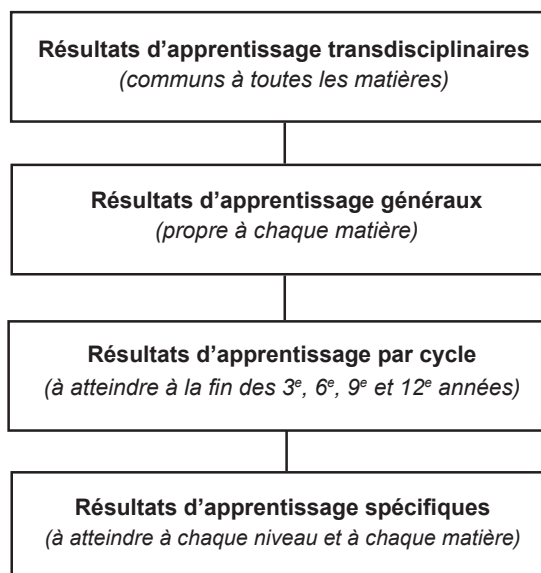 Résultats d’apprentissage transdisciplinaires
(communs à toutes les matières)
Résultats d’apprentissage généraux
(propre à chaque matière)
Résultats d’apprentissage par cycle
(à atteindre à la fin des 3e, 6e, 9e et 12e années)
Résultats d’apprentissage spécifiques
(à atteindre à chaque niveau et à chaque matière)